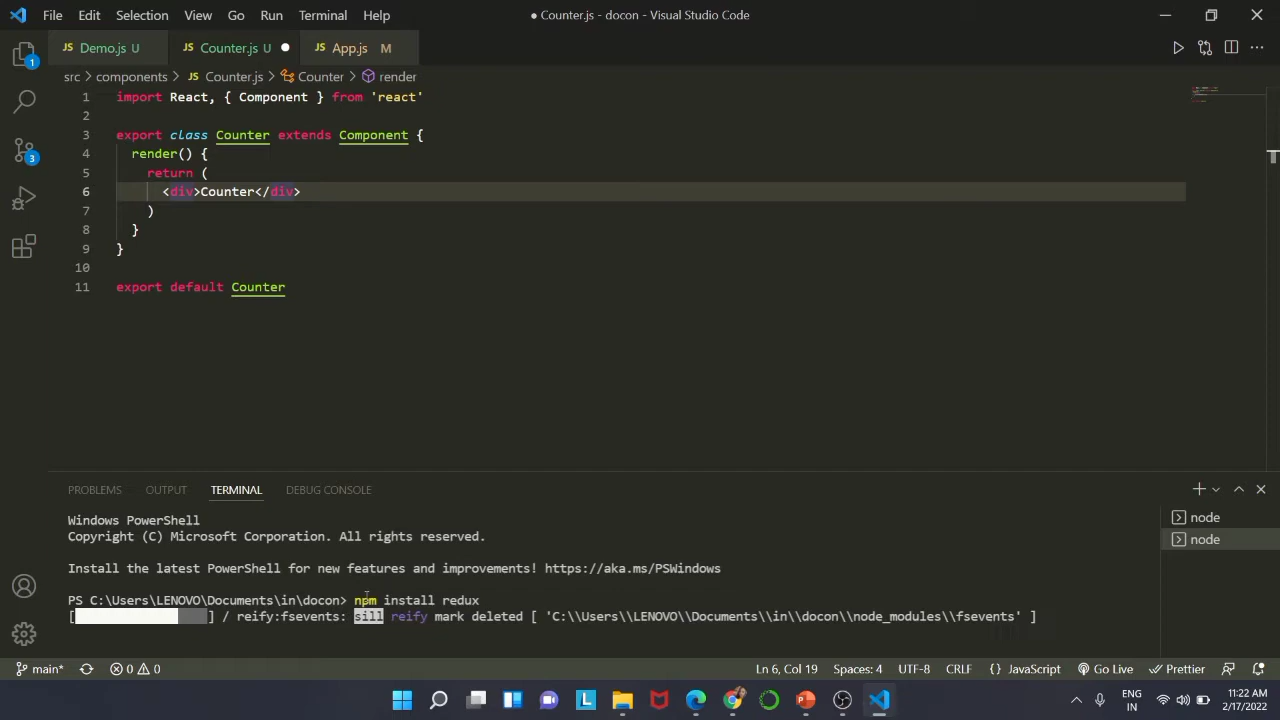 File Edit Selection View Go Run Terminal Help
● Counter.js - docon - Visual Studio Code
JS Demo.js U
JS Counter.js U
JS App.js M
src > components > JS Counter.js > Counter > render
1 import React, { Component } from 'react'
2
3 export class Counter extends Component {
4 render() {
5 return (
6 <div>Counter</div>
7 )
8 }
9 }
10
11 export default Counter
1
3
PROBLEMS OUTPUT TERMINAL DEBUG CONSOLE
node
node
Windows PowerShell
Copyright (C) Microsoft Corporation. All rights reserved.
Install the latest PowerShell for new features and improvements! https://aka.ms/PSWindows
PS C:\Users\LENOVO\Documents\in\docon> npm install redux
[ ] / reify:fsevents: sill reify mark deleted [ 'C:\\Users\\LENOVO\\Documents\\in\\docon\\node_modules\\fsevents' ]
main* 0 0 Ln 6, Col 19 Spaces: 4 UTF-8 CRLF {} JavaScript Go Live Prettier
L
ENG
IN
11:22 AM
2/17/2022